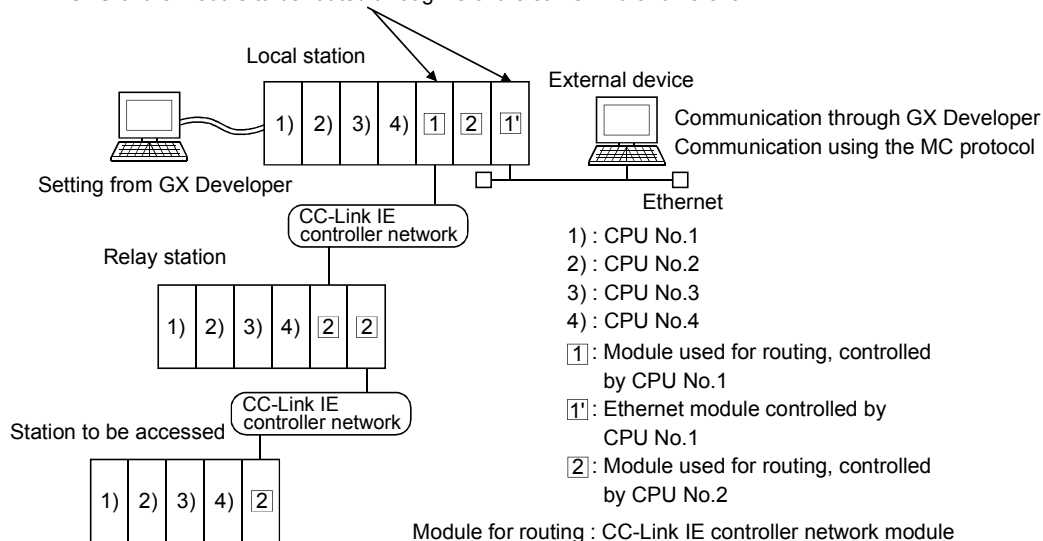 Local station
External device
1) 2) 3) 4) 1 2 1'
Communication through GX Developer
Communication using the MC protocol
Setting from GX Developer
Ethernet
CC-Link IE
controller network
1) : CPU No.1
2) : CPU No.2
3) : CPU No.3
4) : CPU No.4
Relay station
1) 2) 3) 4) 2 2
1 : Module used for routing, controlled
by CPU No.1
1' : Ethernet module controlled by
CPU No.1
2 : Module used for routing, controlled
by CPU No.2
CC-Link IE
controller network
Station to be accessed
1) 2) 3) 4) 2
Module for routing : CC-Link IE controller network module